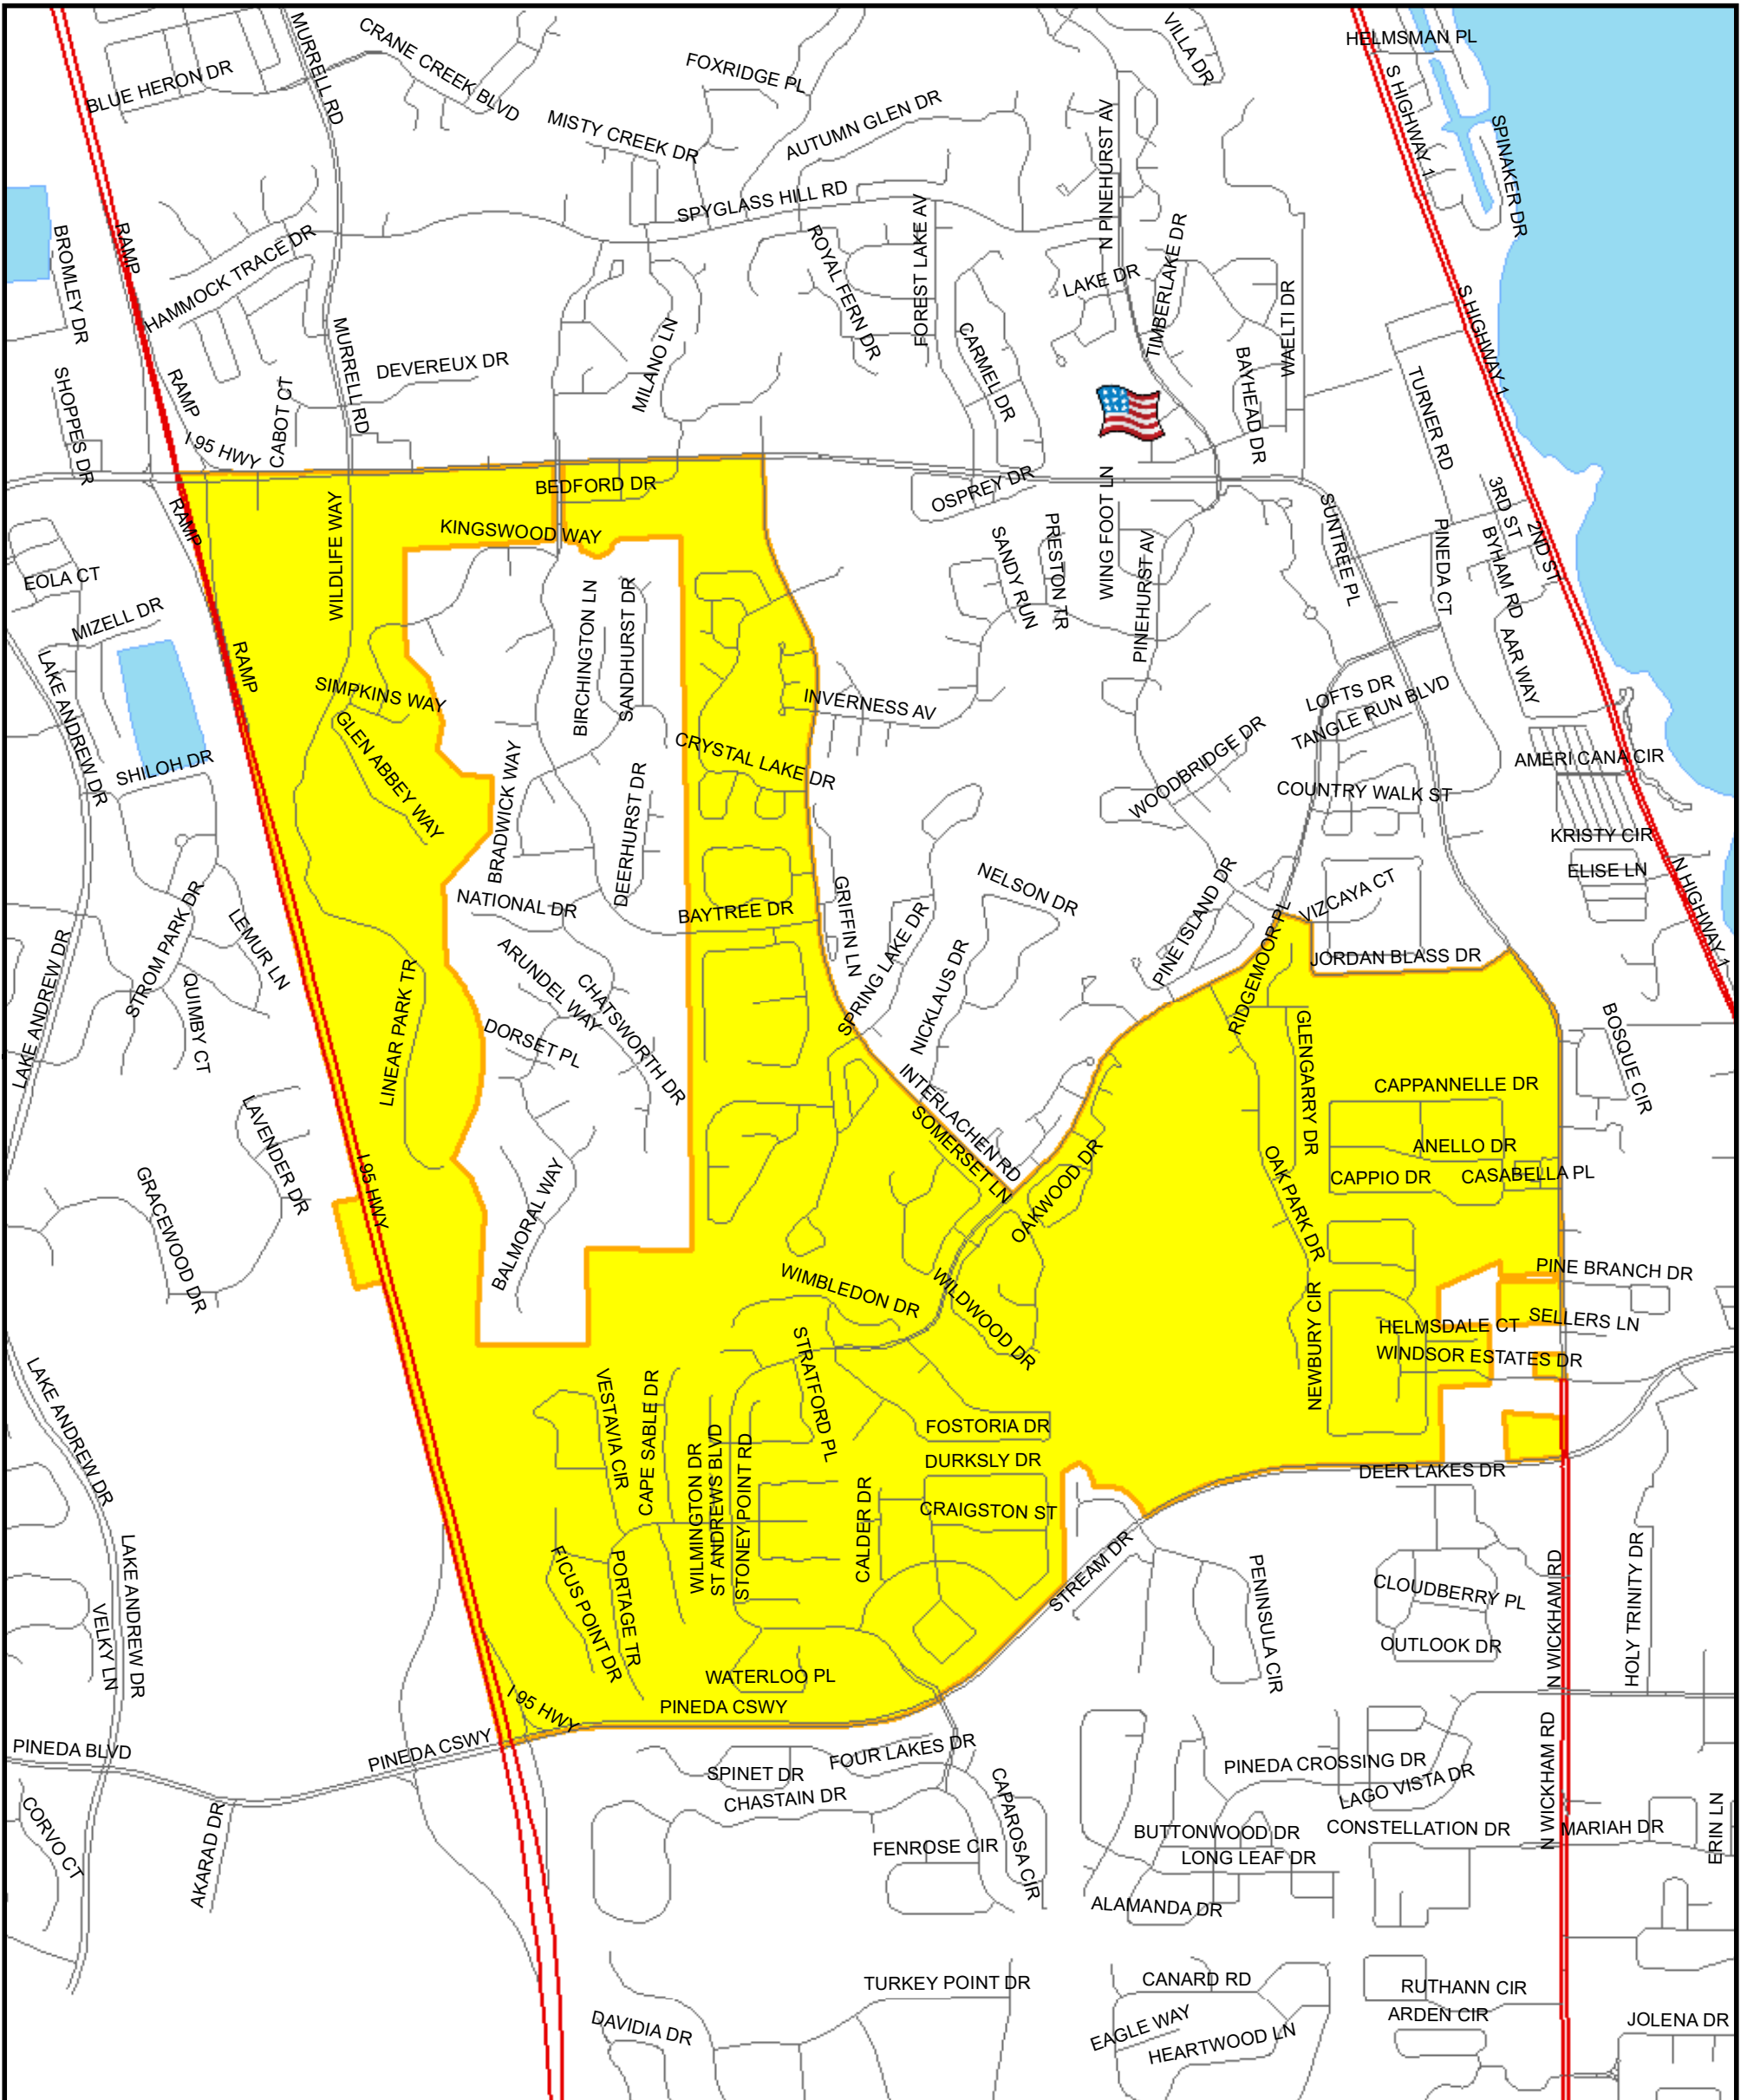 HELMSMAN PL
VILLA DR
CRANE CREEK BLVD
MURRELL RD
FOXRIDGE PL
BLUE HERON DR
S HIGHWAY 1
AUTUMN GLEN DR
MISTY CREEK DR
N PINEHURST AV
SPINAKER DR
SPYGLASS HILL RD
FOREST LAKE AV
RAMP
BROMLEY DR
HAMMOCK TRACE DR
ROYAL FERN DR
LAKE DR
TIMBERLAKE DR
WAELTI DR
S HIGHWAY 1
MURRELL RD
MILANO LN
CARMEL DR
BAYHEAD DR
DEVEREUX DR
SHOPES DR
RAMP
CABOT CT
TURNER RD
I 95 HWY
BEDFORD DR
OSPREY DR
WING FOOT LN
RAMP
WILDLIFE WAY
KINGSWOOD WAY
SUNTREE PL
3RD ST
2ND ST
BYHAM RD
PINEDA CT
SANDY RUN
PRESTON TR
PINEHURST AV
EOLA CT
MIZELL DR
BIRCHINGTON LN
SANDHURST DR
AAR WAY
LAKE ANDREW DR
RAMP
SIMPKINS WAY
INVERNESS AV
LOFTS DR
TANGLE RUN BLVD
GLEN ABBEY WAY
CRYSTAL LAKE DR
WOODBRIDGE DR
AMERI CANA CIR
SHILOH DR
BRADWICK WAY
DEERHURST DR
COUNTRY WALK ST
KRISTY CIR
ELISE LN
N HIGHWAY 1
NELSON DR
VIZCAYA CT
NATIONAL DR
BAYTREE DR
GRIFFIN LN
SPRING LAKE DR
PINE ISLAND DR
RIDGEMOOR PL
STROM PARK DR
LEMUR LN
LAKE ANDREW DR
QUIMBY CT
ARUNDEL WAY
CHATSWORTH DR
NICKLAUS DR
JORDAN BLASS DR
LINEAR PARK TR
DORSET PL
GLENGARRY DR
BOSQUE CIR
INTERLACHEN RD
SOMERSET LN
CAPPANNELLE DR
LAVENDER DR
ANELLO DR
OAKWOOD DR
OAK PARK DR
CAPPIO DR
CASABELLA PL
GRACEWOOD DR
I 95 HWY
BALMORAL WAY
WIMBLEDON DR
WILDWOOD DR
PINE BRANCH DR
NEWBURY CIR
HELMSDALE CT
SELLERS LN
WINDSOR ESTATES DR
LAKE ANDREW DR
VESTAVIA CIR
CAPE SABLE DR
STRATFORD PL
FOSTORIA DR
WILMINGTON DR
ST ANDREWS BLVD
STONEY POINT RD
DURKSLY DR
DEER LAKES DR
CALDER DR
CRAIGSTON ST
STREAM DR
LAKE ANDREW DR
VELKY LN
FICUS POINT DR
PORTAGE TR
PENINSULA CIR
CLOUDBERRY PL
OUTLOOK DR
N WICKHAM RD
HOLY TRINITY DR
WATERLOO PL
I 95 HWY
PINEDA CSWY
PINEDA BLVD
PINEDA CSWY
FOUR LAKES DR
SPINET DR
CHASTAIN DR
PINEDA CROSSING DR
LAGO VISTA DR
N WICKHAM RD
CORVO CT
AKARAD DR
CAPAROSA CIR
FENROSE CIR
BUTTONWOOD DR
CONSTELLATION DR
MARIAH DR
ERIN LN
LONG LEAF DR
ALAMANDA DR
TURKEY POINT DR
CANARD RD
RUTHANN CIR
ARDEN CIR
DAVIDIA DR
EAGLE WAY
HEARTWOOD LN
JOLENA DR